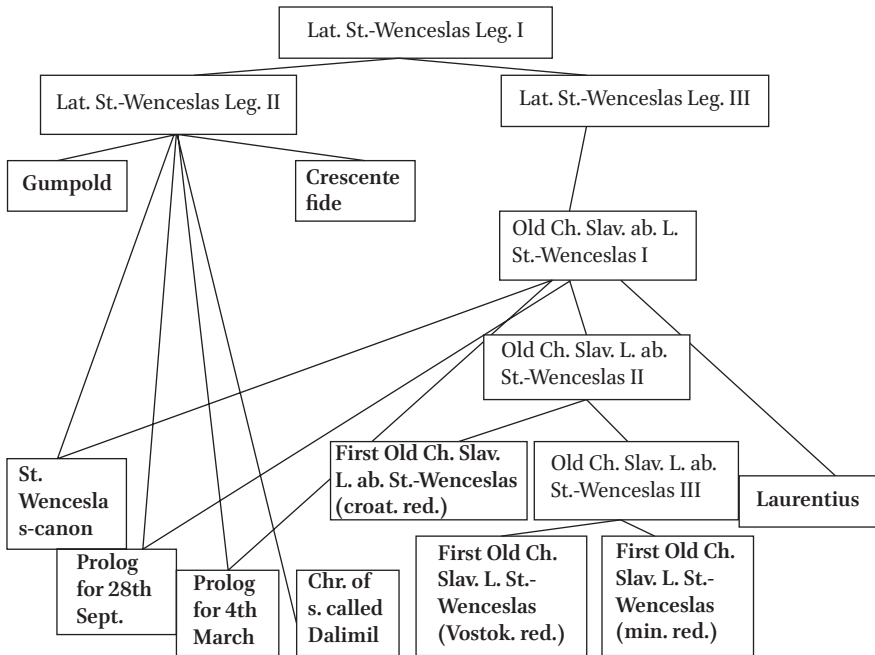 Lat. St.-Wenceslas Leg. I
Lat. St.-Wenceslas Leg. II
Lat. St.-Wenceslas Leg. III
Gumpold
Crescente
fide
Old Ch. Slav. ab. L.
St.-Wenceslas I
Old Ch. Slav. L. ab.
St.-Wenceslas II
St.
Wencesla
s-canon
First Old Ch. Slav.
L. ab. St.-Wenceslas
(croat. red.)
Old Ch. Slav. L. ab.
St.-Wenceslas III
Laurentius
Prolog
for 28th
Sept.
Prolog
for 4th
March
Chr. of
s. called
Dalimil
First Old Ch.
Slav. L. St.-
Wenceslas
(Vostok. red.)
First Old Ch.
Slav. L. St.-
Wenceslas
(min. red.)